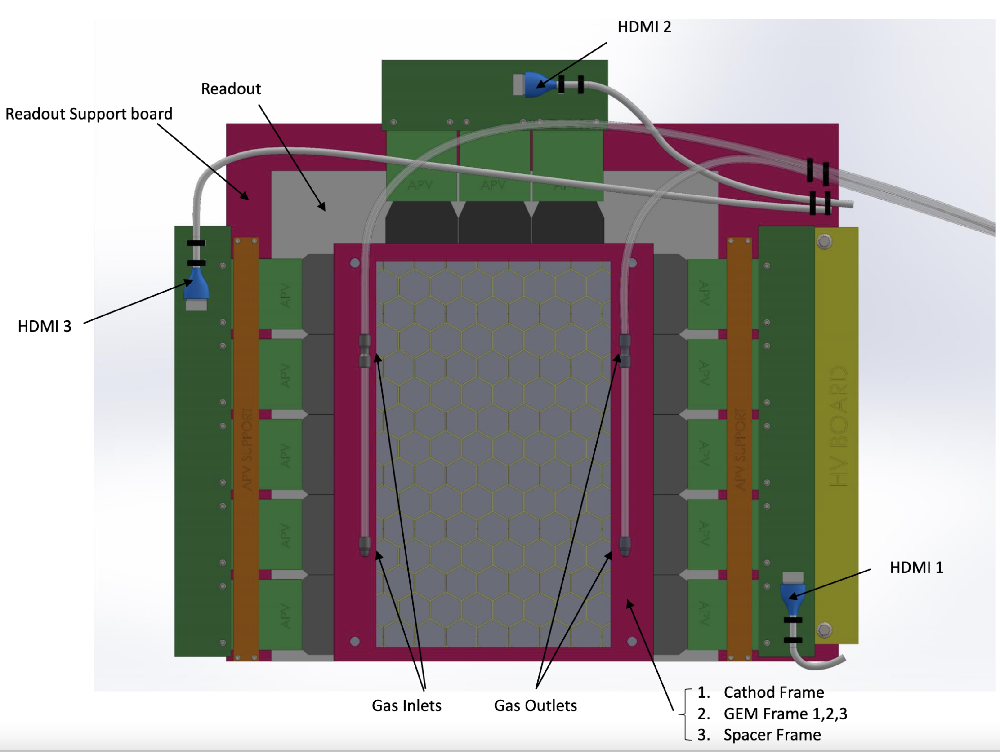 HDMI 2
Readout
Readout Support board
APV
APV
APV
HDMI 3
APV
APV
APV
APV
APV
APV SUPPORT
APV
APV
APV
APV
APV
APV SUPPORT
HV BOARD
HDMI 1
Gas Inlets
Gas Outlets
1. Cathod Frame
2. GEM Frame 1,2,3
3. Spacer Frame